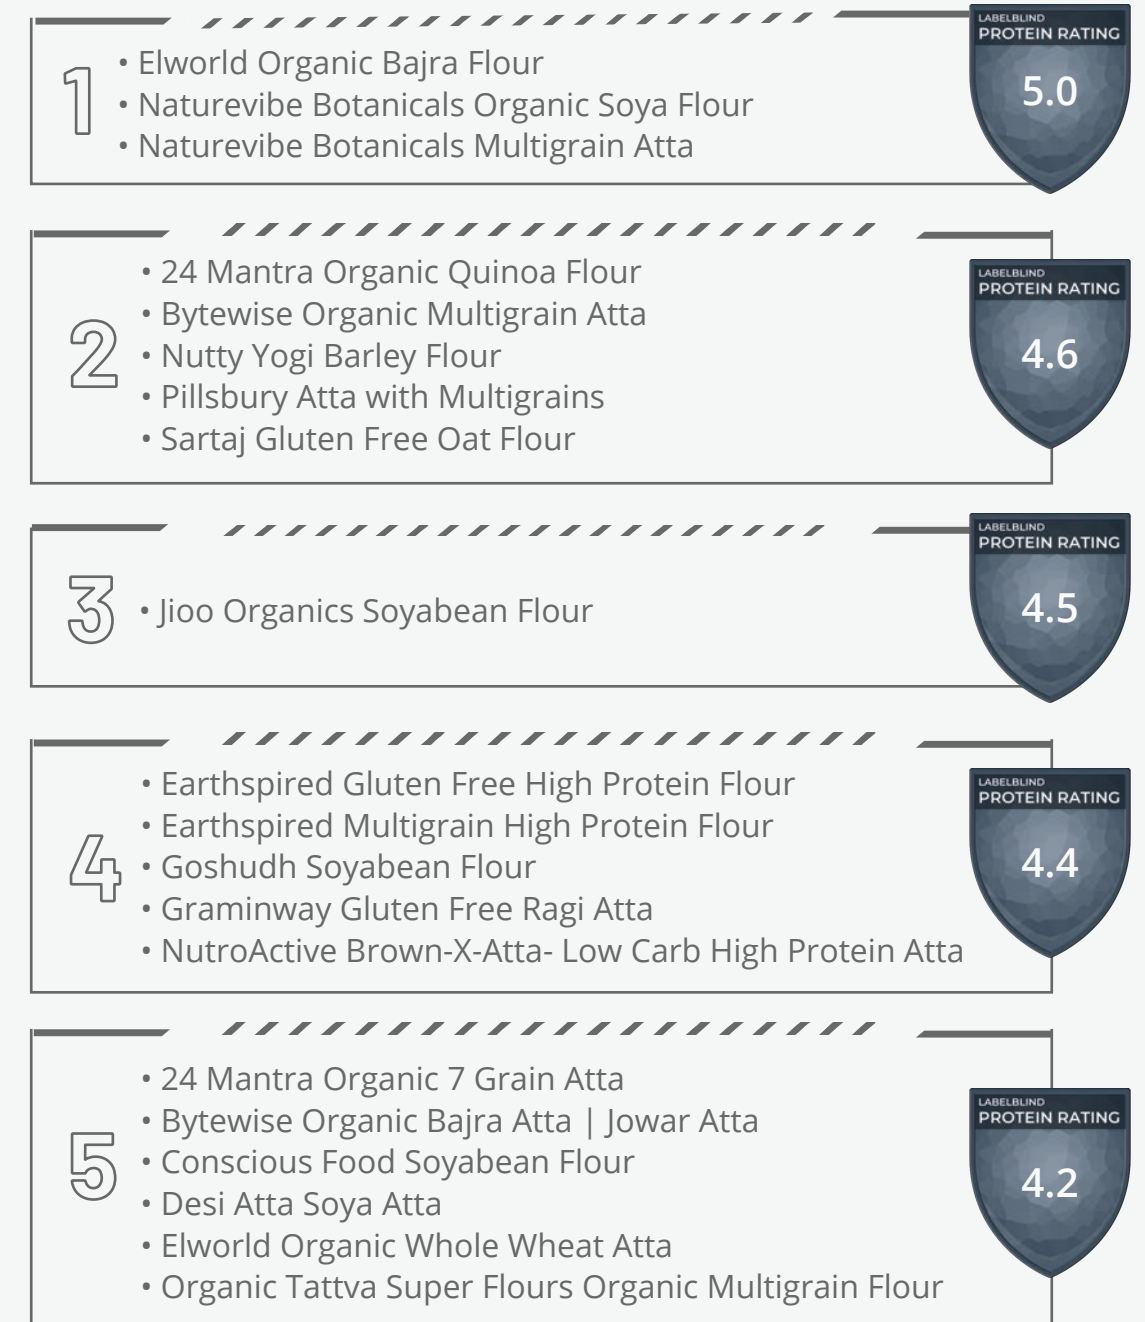 LABELBLIND
PROTEIN RATING
5.0
1
• Elworld Organic Bajra Flour
• Naturevibe Botanicals Organic Soya Flour
• Naturevibe Botanicals Multigrain Atta
LABELBLIND
PROTEIN RATING
4.6
2
• 24 Mantra Organic Quinoa Flour
• Bytewise Organic Multigrain Atta
• Nutty Yogi Barley Flour
• Pillsbury Atta with Multigrains
• Sartaj Gluten Free Oat Flour
LABELBLIND
PROTEIN RATING
4.5
3
• Jioo Organics Soyabean Flour
LABELBLIND
PROTEIN RATING
4.4
4
• Earthspired Gluten Free High Protein Flour
• Earthspired Multigrain High Protein Flour
• Goshudh Soyabean Flour
• Graminway Gluten Free Ragi Atta
• NutroActive Brown-X-Atta- Low Carb High Protein Atta
LABELBLIND
PROTEIN RATING
4.2
5
• 24 Mantra Organic 7 Grain Atta
• Bytewise Organic Bajra Atta | Jowar Atta
• Conscious Food Soyabean Flour
• Desi Atta Soya Atta
• Elworld Organic Whole Wheat Atta
• Organic Tattva Super Flours Organic Multigrain Flour